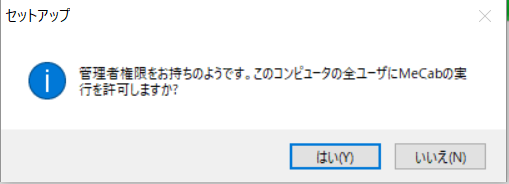 セットアップ
管理者権限をお持ちのようです。このコンピュータの全ユーザにMeCabの実
行を許可しますか?
はい(Y)
いいえ(N)